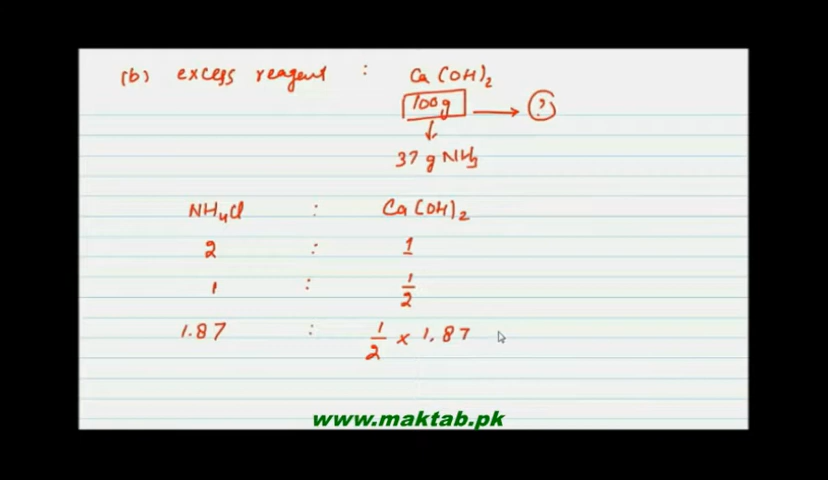 (b) excess reagent : Ca(OH)2
100g → ?
↓
37 g NH3
NH4Cl : Ca(OH)2
2 : 1
1 : 1/2
1.87 : 1/2 x 1.87
www.maktab.pk